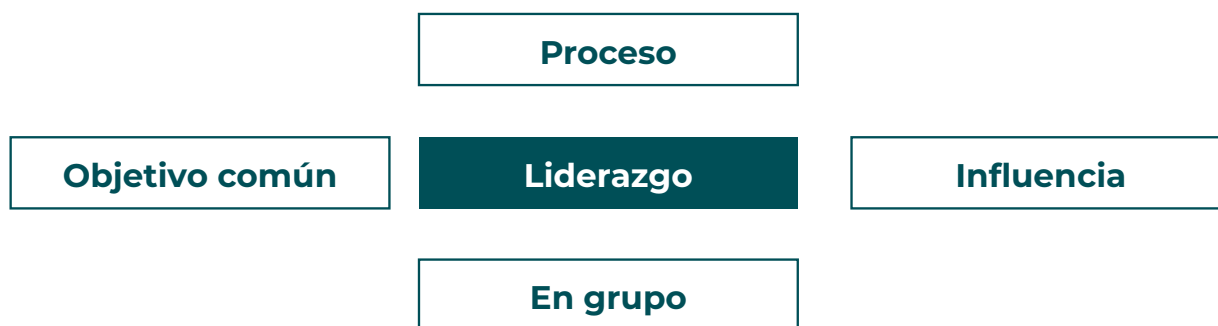 Proceso
Objetivo común
Liderazgo
Influencia
En grupo